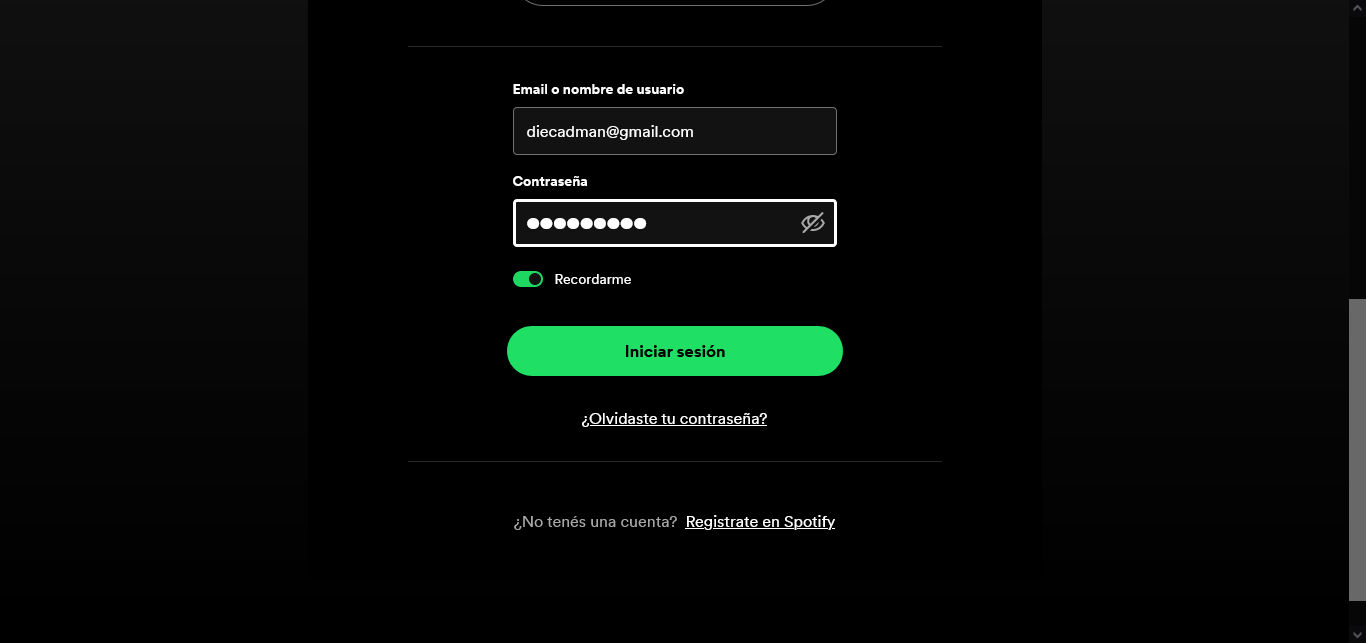 Email o nombre de usuario
diecadman@gmail.com
Contraseña
●●●●●●●●●
Recordarme
Iniciar sesión
¿Olvidaste tu contraseña?
¿No tenés una cuenta? Registrate en Spotify